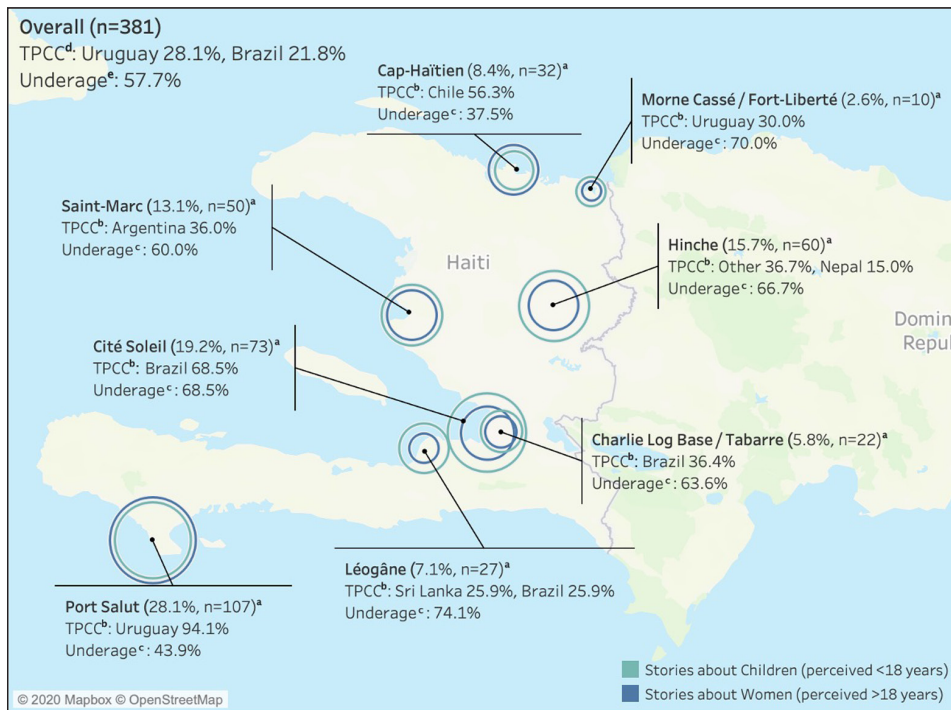 Overall (n=381)
TPCCᵈ: Uruguay 28.1%, Brazil 21.8%
Underageᵉ: 57.7%
Cap-Haïtien (8.4%, n=32)ᵃ
TPCCᵇ: Chile 56.3%
Underageᶜ: 37.5%
Morne Cassé / Fort-Liberté (2.6%, n=10)ᵃ
TPCCᵇ: Uruguay 30.0%
Underageᶜ: 70.0%
Saint-Marc (13.1%, n=50)ᵃ
TPCCᵇ: Argentina 36.0%
Underageᶜ: 60.0%
Haiti
Hinche (15.7%, n=60)ᵃ
TPCCᵇ: Other 36.7%, Nepal 15.0%
Underageᶜ: 66.7%
Domin
Repu
Cité Soleil (19.2%, n=73)ᵃ
TPCCᵇ: Brazil 68.5%
Underageᶜ: 68.5%
Charlie Log Base / Tabarre (5.8%, n=22)ᵃ
TPCCᵇ: Brazil 36.4%
Underageᶜ: 63.6%
Léogâne (7.1%, n=27)ᵃ
TPCCᵇ: Sri Lanka 25.9%, Brazil 25.9%
Underageᶜ: 74.1%
Port Salut (28.1%, n=107)ᵃ
TPCCᵇ: Uruguay 94.1%
Underageᶜ: 43.9%
Stories about Children (perceived <18 years)
Stories about Women (perceived >18 years)
© 2020 Mapbox © OpenStreetMap